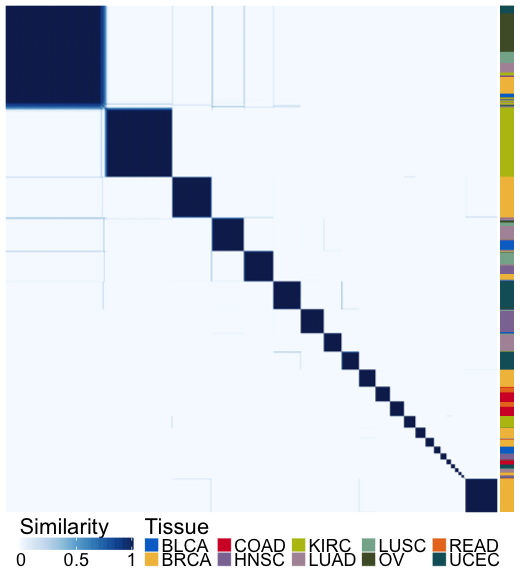 Similarity
0 0.5 1
Tissue
BLCA COAD KIRC LUSC READ
BRCA HNSC LUAD OV UCEC